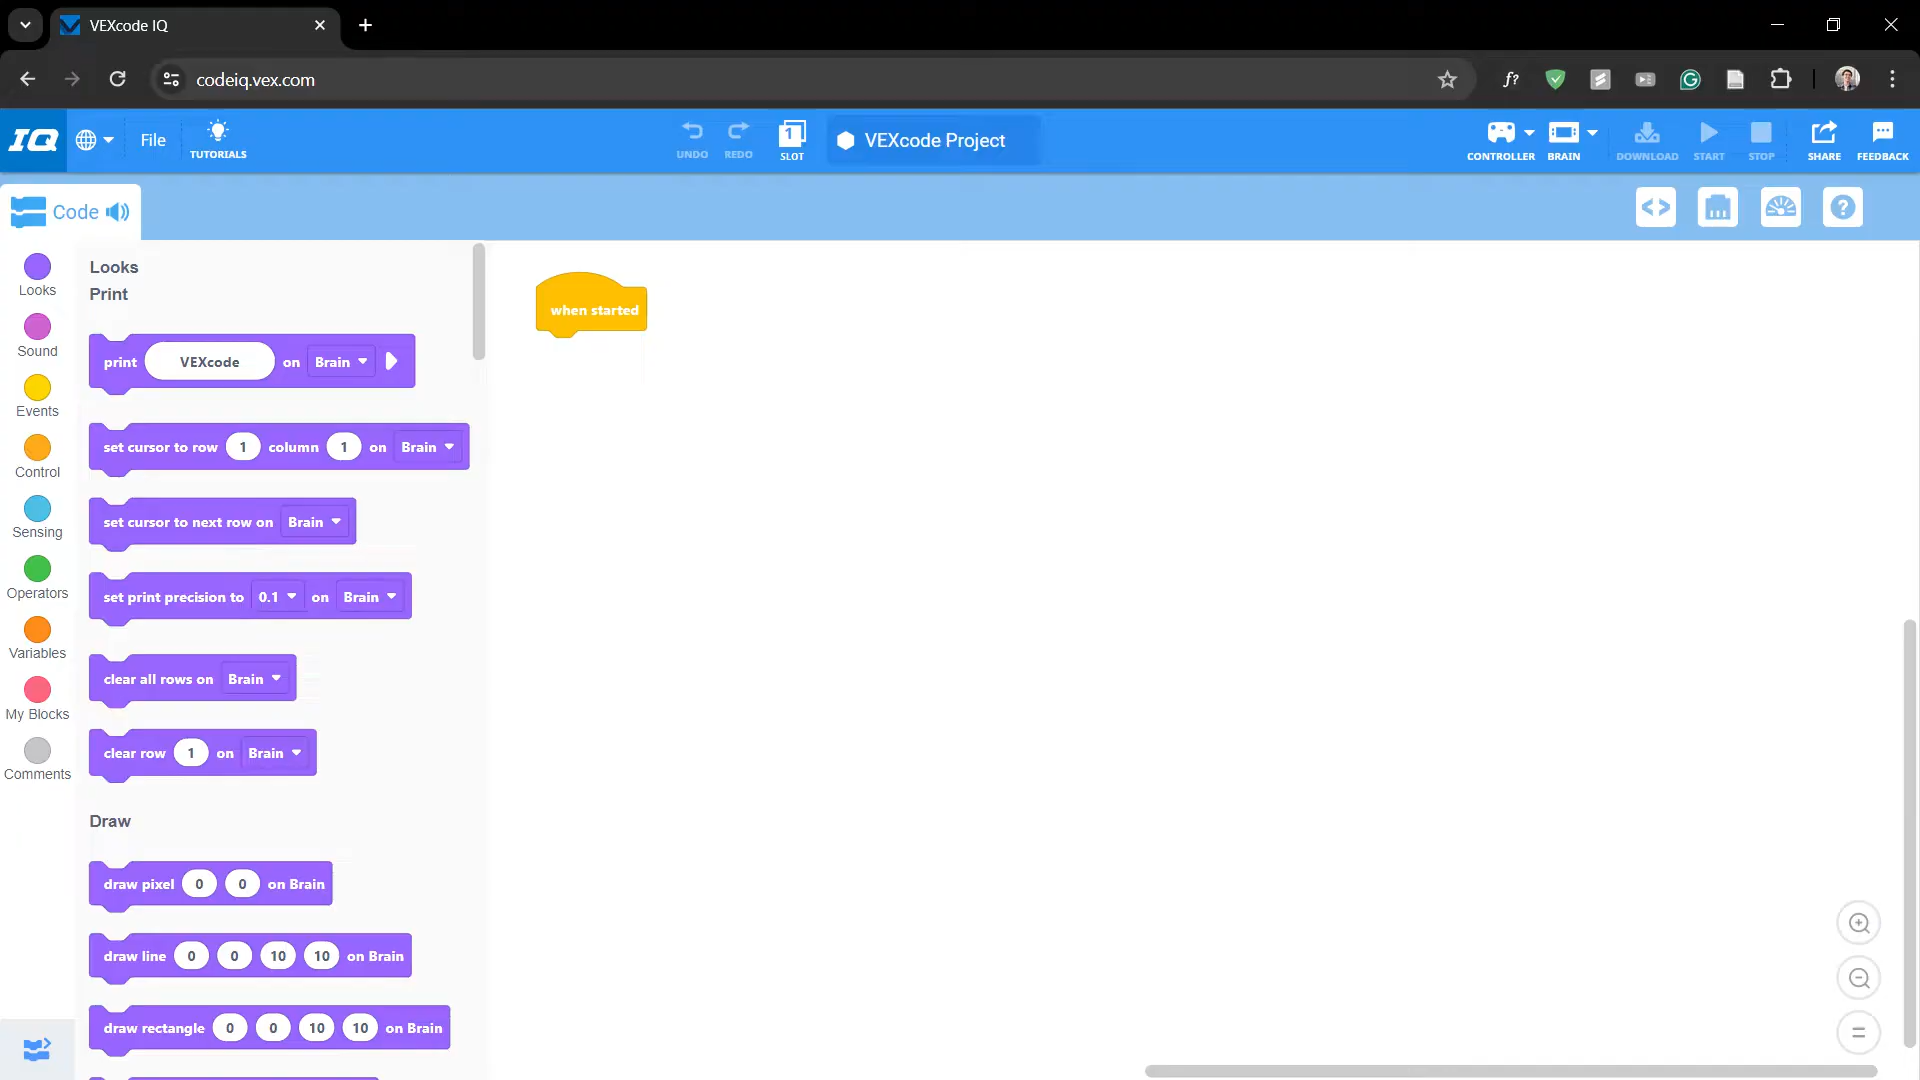 VEXcode IQ
codeiq.vex.com
f?
IQ
File
TUTORIALS
UNDO
REDO
1
SLOT
VEXcode Project
CONTROLLER
BRAIN
DOWNLOAD
START
STOP
SHARE
FEEDBACK
Code
Looks
Sound
Events
Control
Sensing
Operators
Variables
My Blocks
Comments
Looks
Print
print VEXcode on Brain
set cursor to row 1 column 1 on Brain
set cursor to next row on Brain
set print precision to 0.1 on Brain
clear all rows on Brain
clear row 1 on Brain
Draw
draw pixel 0 0 on Brain
draw line 0 0 10 10 on Brain
draw rectangle 0 0 10 10 on Brain
when started